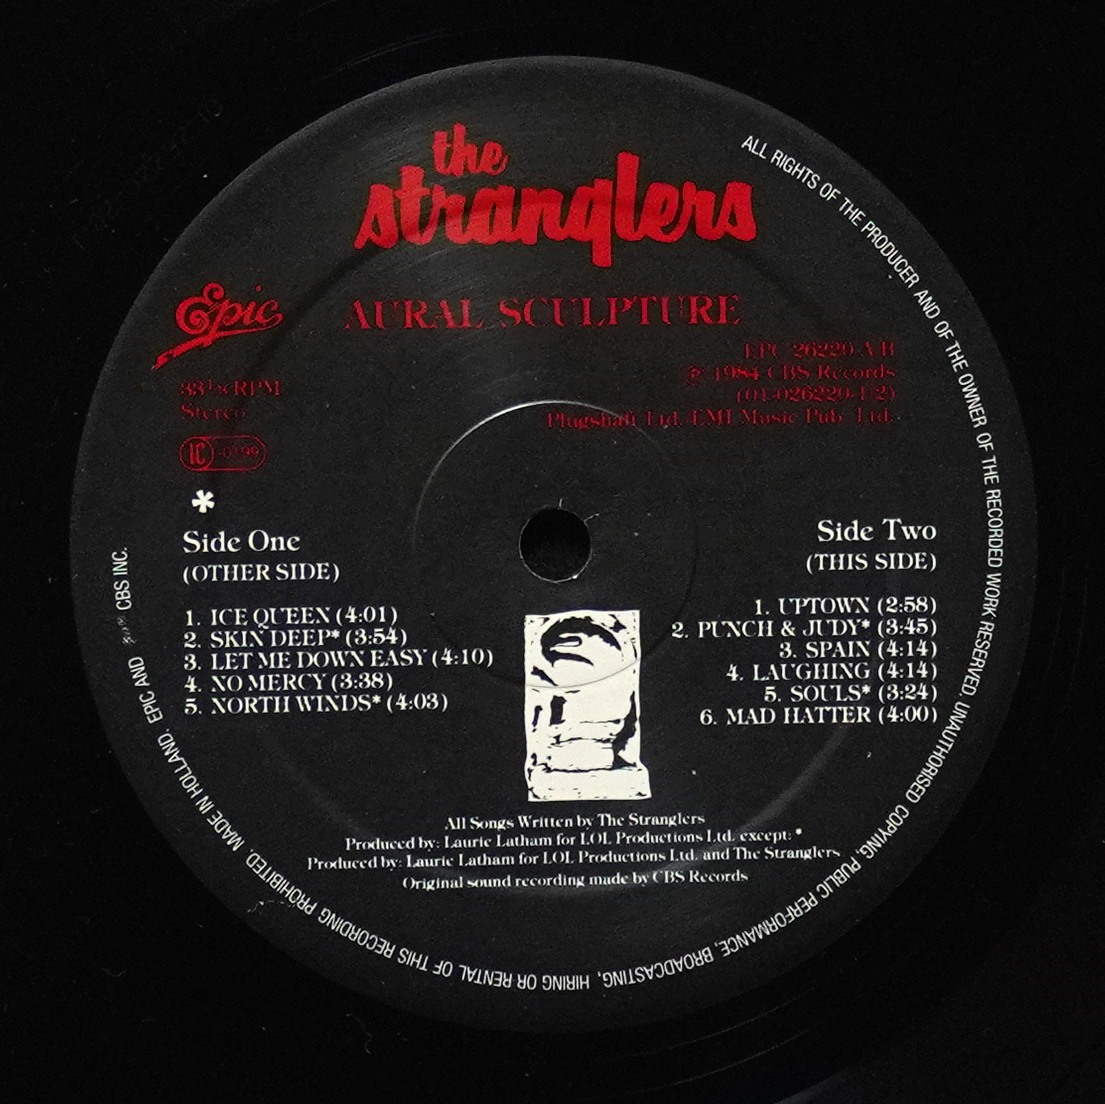 the
stranglers
Epic
AURAL SCULPTURE
33⅓ RPM
Stereo
EPC 26220 A/B
℗ 1984 CBS Records
(01-026220-1-2)
Plugshaft Ltd./EMI Music Pub. Ltd.
IC 0299
*
Side One
(OTHER SIDE)
1. ICE QUEEN (4:01)
2. SKIN DEEP* (3:54)
3. LET ME DOWN EASY (4:10)
4. NO MERCY (3:38)
5. NORTH WINDS* (4:03)
Side Two
(THIS SIDE)
1. UPTOWN (2:58)
2. PUNCH & JUDY* (3:45)
3. SPAIN (4:14)
4. LAUGHING (4:14)
5. SOULS* (3:24)
6. MAD HATTER (4:00)
All Songs Written by The Stranglers
Produced by: Laurie Latham for LOL Productions Ltd. except: *
Produced by: Laurie Latham for LOL Productions Ltd. and The Stranglers
Original sound recording made by CBS Records
ALL RIGHTS OF THE PRODUCER AND OF THE OWNER OF THE RECORDED WORK RESERVED. UNAUTHORISED COPYING, PUBLIC PERFORMANCE, BROADCASTING, HIRING OR RENTAL OF THIS RECORDING PROHIBITED. MADE IN HOLLAND. EPIC AND CBS INC.